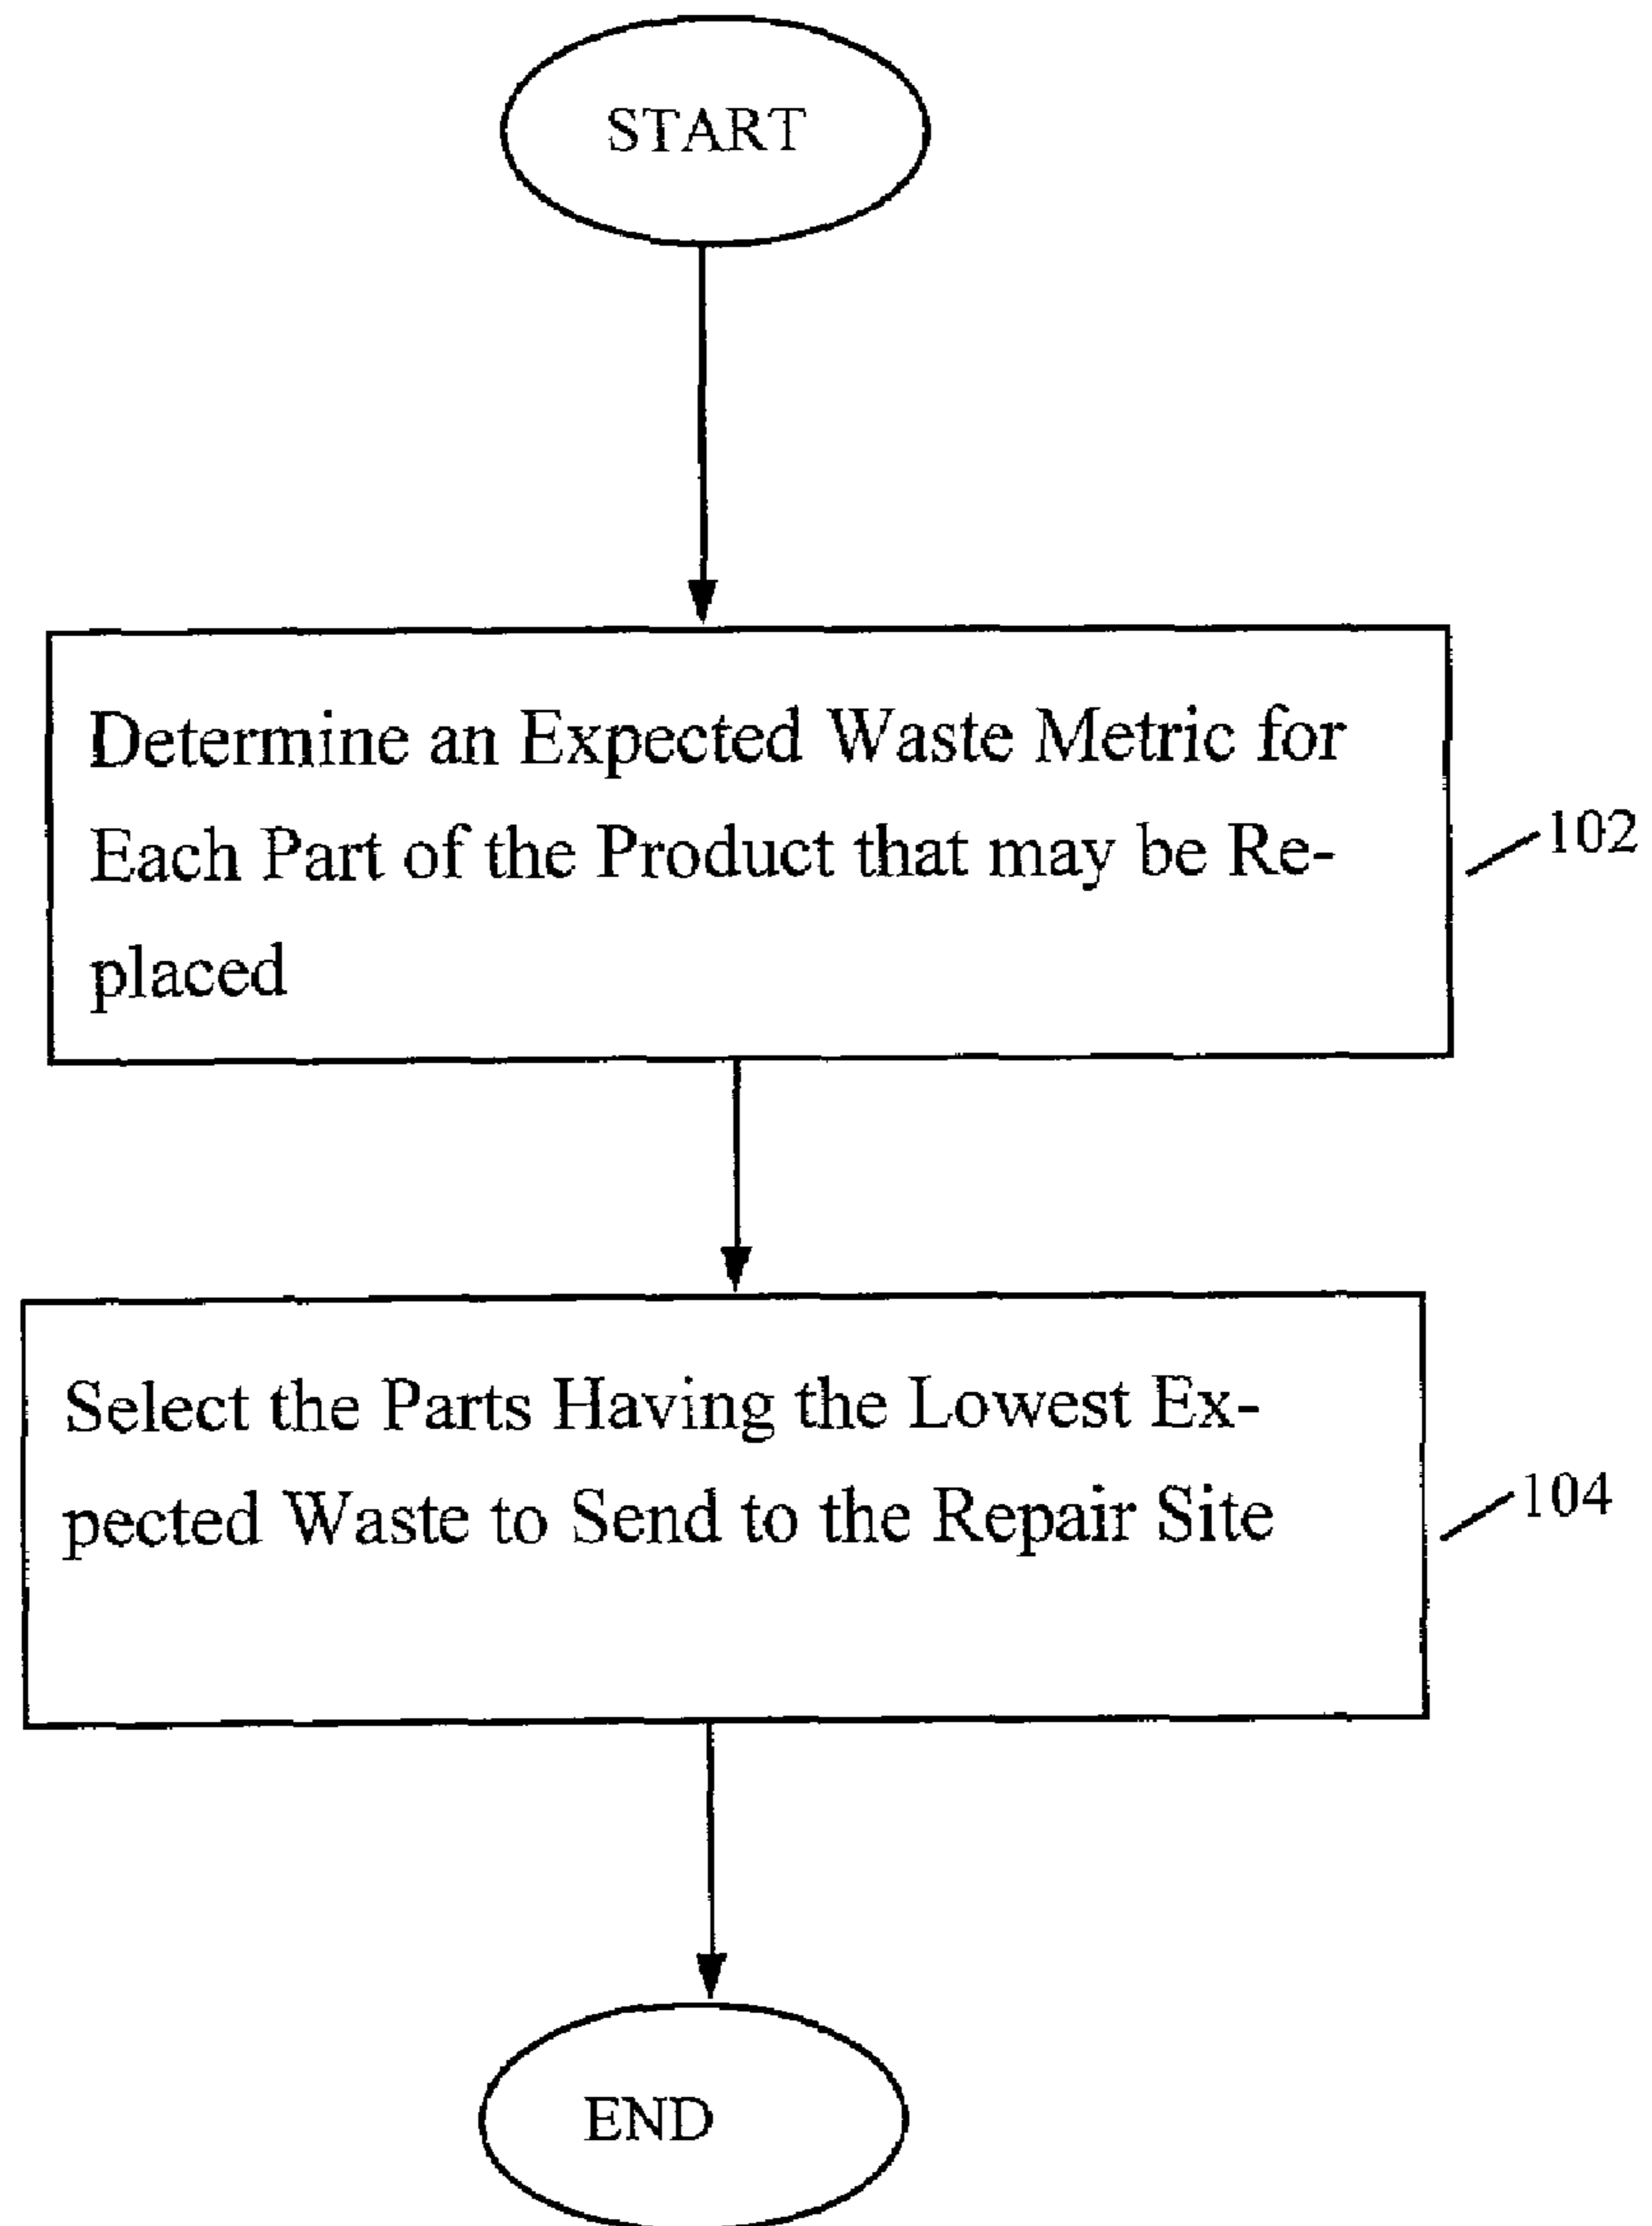 START
Determine an Expected Waste Metric for
Each Part of the Product that may be Re-
placed
102
Select the Parts Having the Lowest Ex-
pected Waste to Send to the Repair Site
104
END